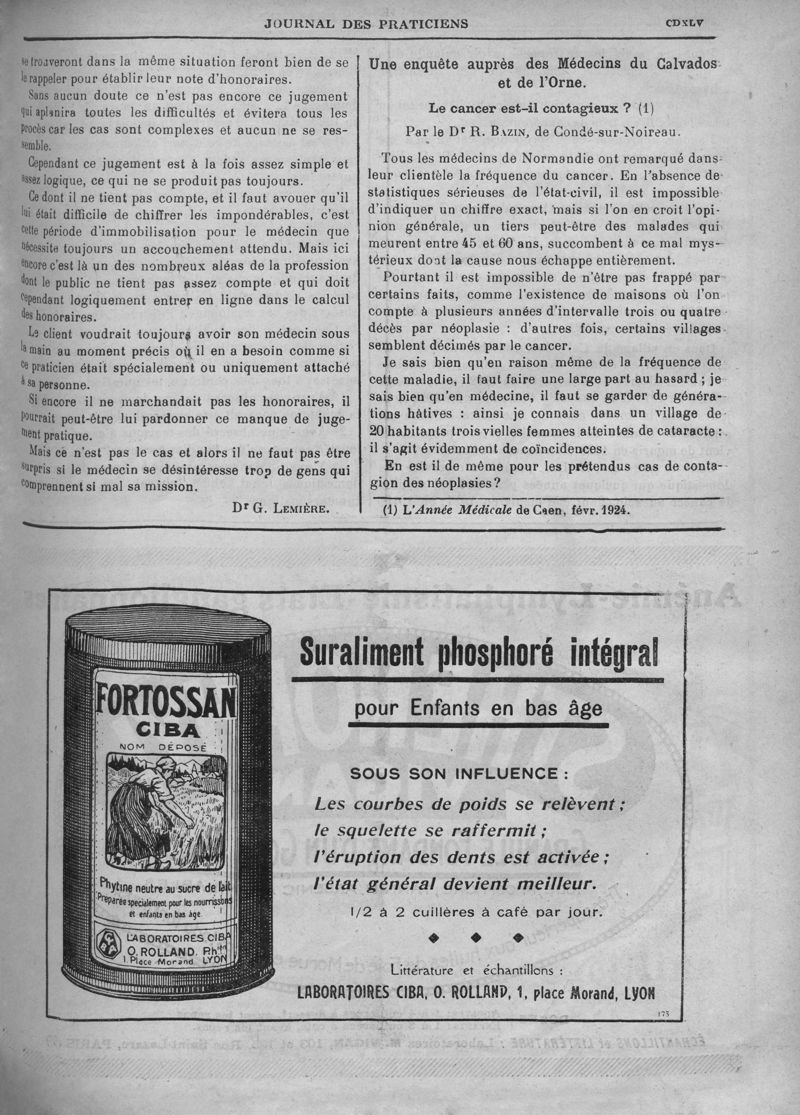 JOURNAL DES PRATICIENS
CDXLV
se trouveront dans la même situation feront bien de se
le rappeler pour établir leur note d'honoraires.
Sans aucun doute ce n'est pas encore ce jugement
qui aplanira toutes les difficultés et évitera tous les
procès car les cas sont complexes et aucun ne se res-
semble.
Cependant ce jugement est à la fois assez simple et
assez logique, ce qui ne se produit pas toujours.
Ce dont il ne tient pas compte, et il faut avouer qu'il
lui était difficile de chiffrer les impondérables, c'est
cette période d'immobilisation pour le médecin que
nécessite toujours un accouchement attendu. Mais ici
encore c'est là un des nombreux aléas de la profession
dont le public ne tient pas assez compte et qui doit
cependant logiquement entrer en ligne dans le calcul
des honoraires.
Le client voudrait toujours avoir son médecin sous
la main au moment précis où il en a besoin comme si
ce praticien était spécialement ou uniquement attaché
à sa personne.
Si encore il ne marchandait pas les honoraires, il
pourrait peut-être lui pardonner ce manque de juge-
ment pratique.
Mais ce n'est pas le cas et alors il ne faut pas être
surpris si le médecin se désintéresse trop de gens qui
comprennent si mal sa mission.
Dr G. LEMIÈRE.
Une enquête auprès des Médecins du Calvados
et de l'Orne.
Le cancer est-il contagieux ? (1)
Par le Dr R. BAZIN, de Condé-sur-Noireau.
Tous les médecins de Normandie ont remarqué dans
leur clientèle la fréquence du cancer. En l'absence de
statistiques sérieuses de l'état-civil, il est impossible
d'indiquer un chiffre exact, mais si l'on en croit l'opi-
nion générale, un tiers peut-être des malades qui
meurent entre 45 et 60 ans, succombent à ce mal mys-
térieux dont la cause nous échappe entièrement.
Pourtant il est impossible de n'être pas frappé par
certains faits, comme l'existence de maisons où l'on
compte à plusieurs années d'intervalle trois ou quatre
décès par néoplasie : d'autres fois, certains villages
semblent décimés par le cancer.
Je sais bien qu'en raison même de la fréquence de
cette maladie, il faut faire une large part au hasard ; je
sais bien qu'en médecine, il faut se garder de généra-
tions hâtives : ainsi je connais dans un village de
20 habitants trois vielles femmes atteintes de cataracte :
il s'agit évidemment de coïncidences.
En est il de même pour les prétendus cas de conta-
gion des néoplasies ?
(1) L'Année Médicale de Caen, févr. 1924.
FORTOSSAN
CIBA
NOM DÉPOSÉ
Phytine neutre au sucre de lait
Préparée specialement pour les nourrissons
et enfants en bas âge
LABORATOIRES CIBA
O. ROLLAND. Phien
1. Place Morand. LYON
Suraliment phosphoré intégral
pour Enfants en bas âge
SOUS SON INFLUENCE :
Les courbes de poids se relèvent ;
le squelette se raffermit ;
l'éruption des dents est activée ;
l'état général devient meilleur.
1/2 à 2 cuillères à café par jour.
Littérature et échantillons :
LABORATOIRES CIBA, O. ROLLAND, 1, place Morand, LYON
175